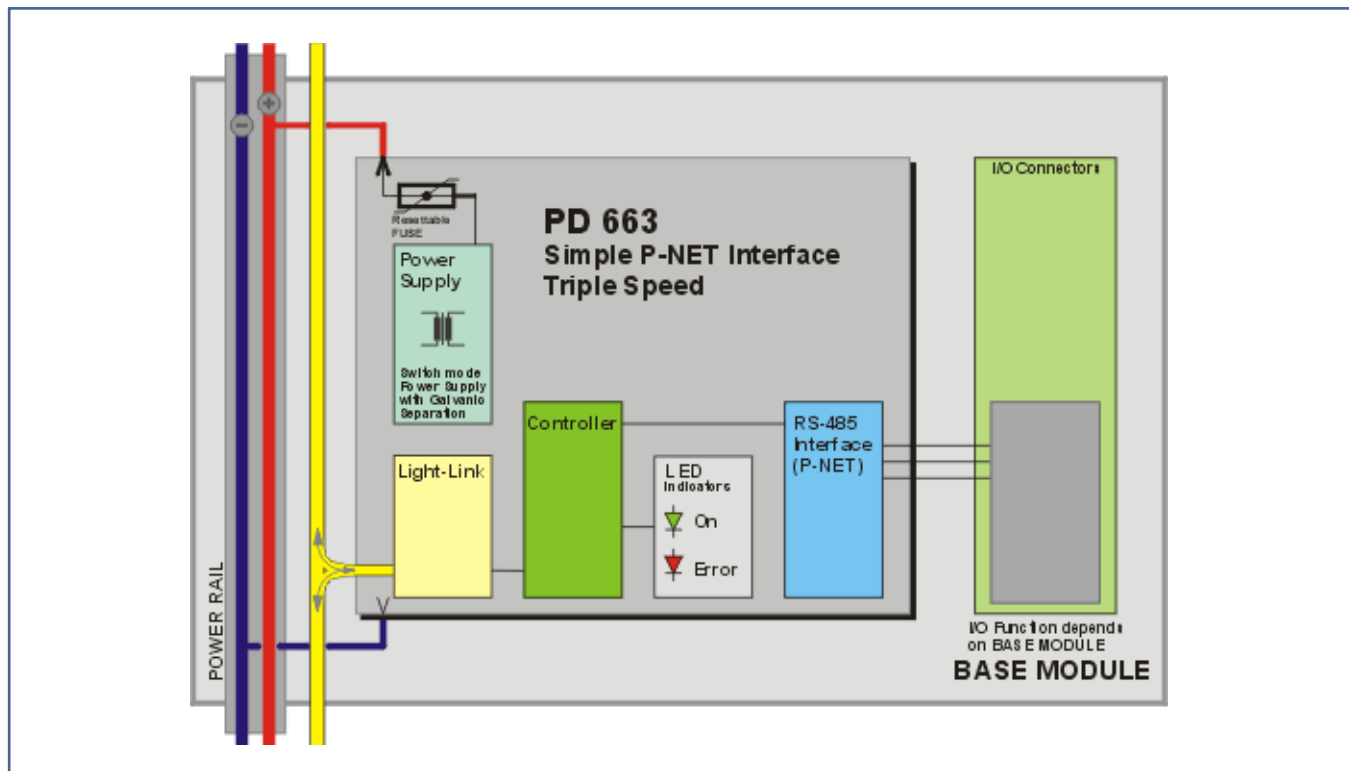 POWER RAIL
Resettable
FUSE
Power
Supply
Switch mode
Power Supply
with Galvanic
Separation
PD 663
Simple P-NET Interface
Triple Speed
Light-Link
Controller
LED
Indicators
On
Error
RS-485
Interface
(P-NET)
I/O Connectors
I/O Function depends
on BASE MODULE
BASE MODULE